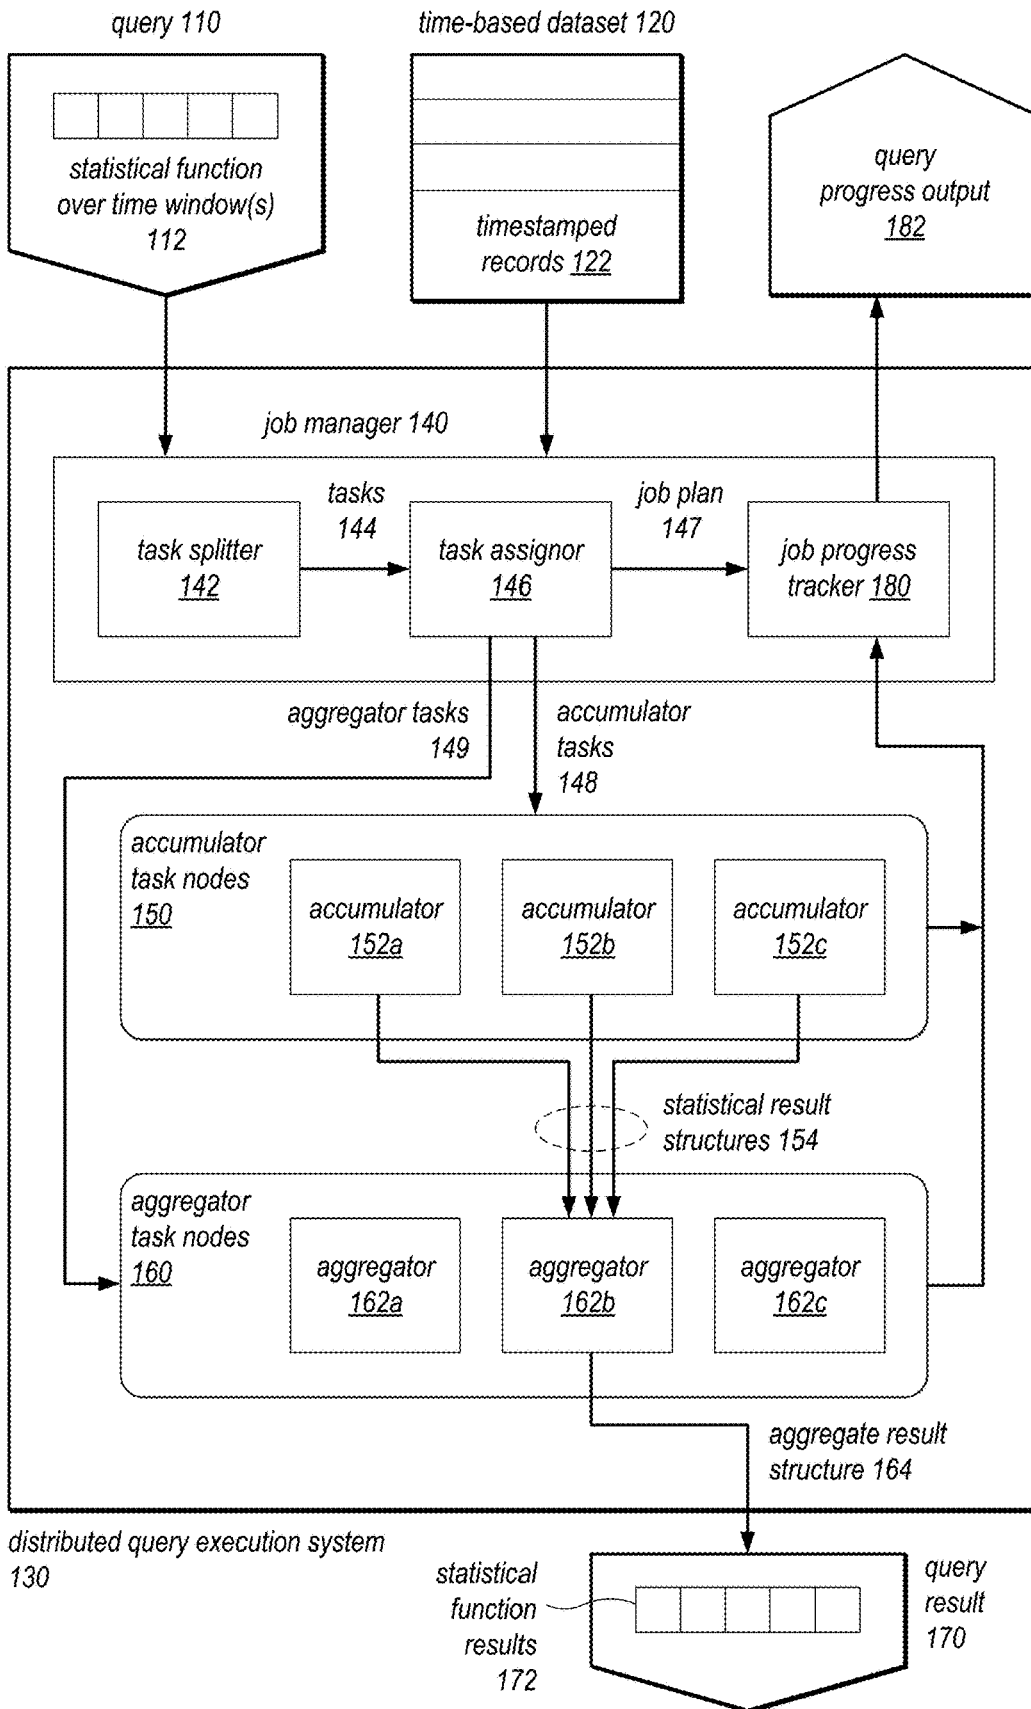 query 110
time-based dataset 120
statistical function
over time window(s)
112
timestamped
records 122
query
progress output
182
job manager 140
tasks
144
job plan
147
task splitter
142
task assignor
146
job progress
tracker 180
aggregator tasks
149
accumulator
tasks
148
accumulator
task nodes
150
accumulator
152a
accumulator
152b
accumulator
152c
statistical result
structures 154
aggregator
task nodes
160
aggregator
162a
aggregator
162b
aggregator
162c
aggregate result
structure 164
distributed query execution system
130
statistical
function
results
172
query
result
170